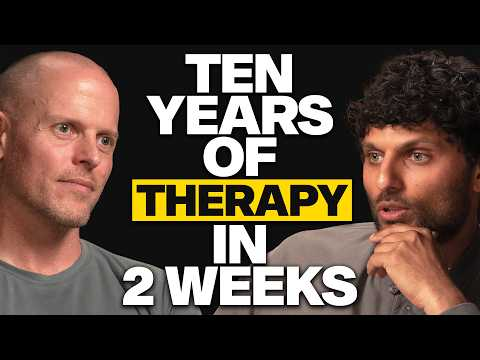 TEN
YEARS
OF
THERAPY
IN
2 WEEKS